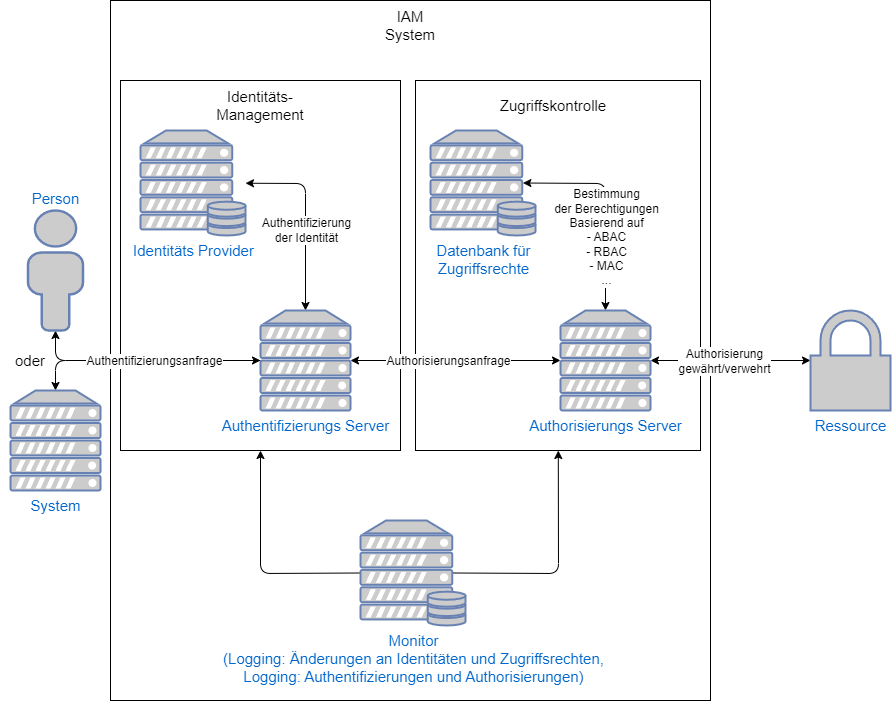 IAM
System
Identitäts-
Management
Zugriffskontrolle
Person
Authentifizierung
der Identität
Bestimmung
der Berechtigungen
Basierend auf
- ABAC
- RBAC
- MAC
...
Identitäts Provider
Datenbank für
Zugriffsrechte
oder
Authentifizierungsanfrage
Authorisierungsanfrage
Authorisierung
gewährt/verwehrt
Authentifizierungs Server
Authorisierungs Server
Ressource
System
Monitor
(Logging: Änderungen an Identitäten und Zugriffsrechten,
Logging: Authentifizierungen und Authorisierungen)